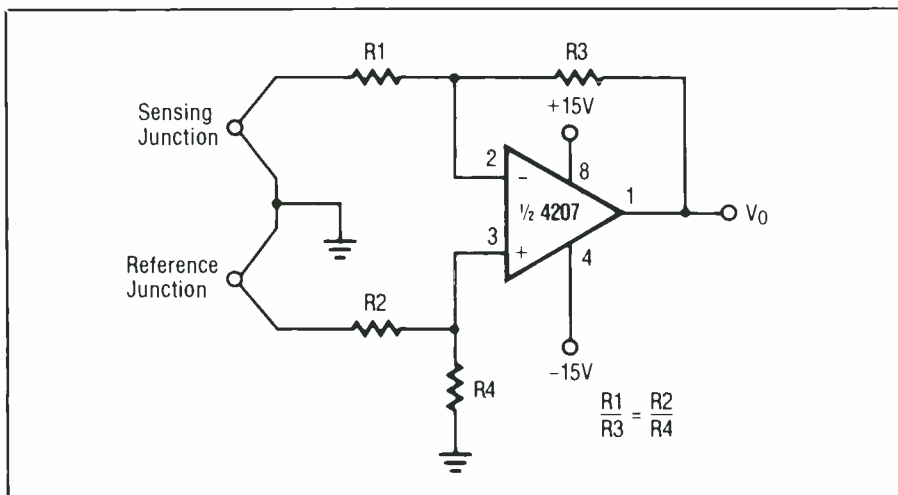 R1
R3
+15V
Sensing
Junction
2
8
−
½ 4207
1
V0
3
+
4
Reference
Junction
R2
−15V
R4
R1
R3
=
R2
R4